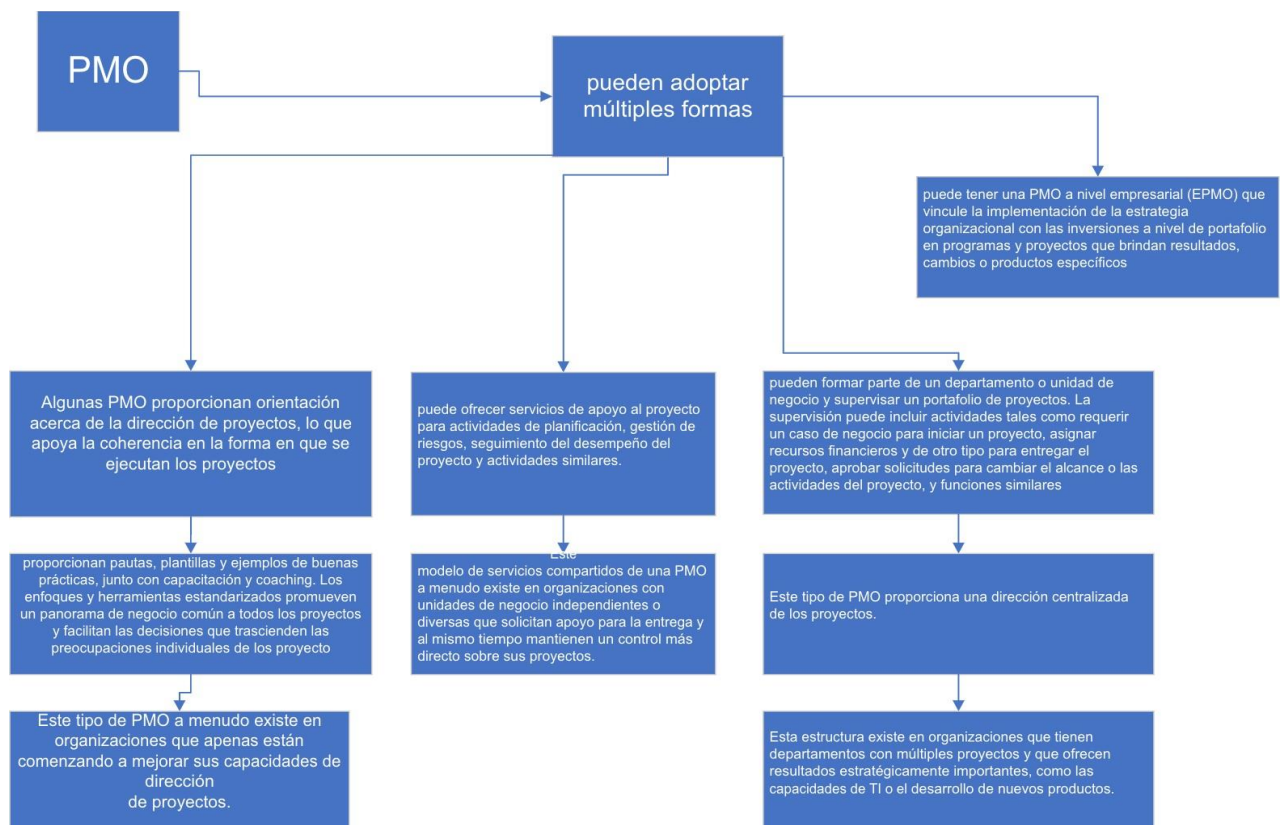 PMO
pueden adoptar
múltiples formas
puede tener una PMO a nivel empresarial (EPMO) que
vincule la implementación de la estrategia
organizacional con las inversiones a nivel de portafolio
en programas y proyectos que brindan resultados,
cambios o productos específicos
Algunas PMO proporcionan orientación
acerca de la dirección de proyectos, lo que
apoya la coherencia en la forma en que se
ejecutan los proyectos
puede ofrecer servicios de apoyo al proyecto
para actividades de planificación, gestión de
riesgos, seguimiento del desempeño del
proyecto y actividades similares.
pueden formar parte de un departamento o unidad de
negocio y supervisar un portafolio de proyectos. La
supervisión puede incluir actividades tales como requerir
un caso de negocio para iniciar un proyecto, asignar
recursos financieros y de otro tipo para entregar el
proyecto, aprobar solicitudes para cambiar el alcance o las
actividades del proyecto, y funciones similares
proporcionan pautas, plantillas y ejemplos de buenas
prácticas, junto con capacitación y coaching. Los
enfoques y herramientas estandarizados promueven
un panorama de negocio común a todos los proyectos
y facilitan las decisiones que trascienden las
preocupaciones individuales de los proyecto
Este
modelo de servicios compartidos de una PMO
a menudo existe en organizaciones con
unidades de negocio independientes o
diversas que solicitan apoyo para la entrega y
al mismo tiempo mantienen un control más
directo sobre sus proyectos.
Este tipo de PMO proporciona una dirección centralizada
de los proyectos.
Este tipo de PMO a menudo existe en
organizaciones que apenas están
comenzando a mejorar sus capacidades de
dirección
de proyectos.
Esta estructura existe en organizaciones que tienen
departamentos con múltiples proyectos y que ofrecen
resultados estratégicamente importantes, como las
capacidades de TI o el desarrollo de nuevos productos.